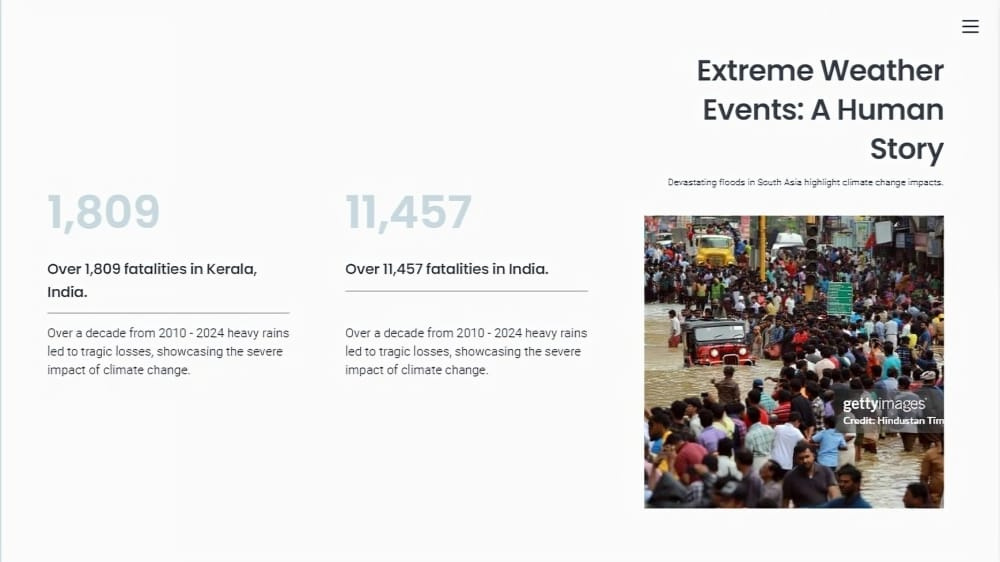 Extreme Weather
Events: A Human
Story
Devastating floods in South Asia highlight climate change impacts.
1,809
Over 1,809 fatalities in Kerala,
India.
Over a decade from 2010 - 2024 heavy rains
led to tragic losses, showcasing the severe
impact of climate change.
11,457
Over 11,457 fatalities in India.
Over a decade from 2010 - 2024 heavy rains
led to tragic losses, showcasing the severe
impact of climate change.
gettyimages
Credit: Hindustan Tim